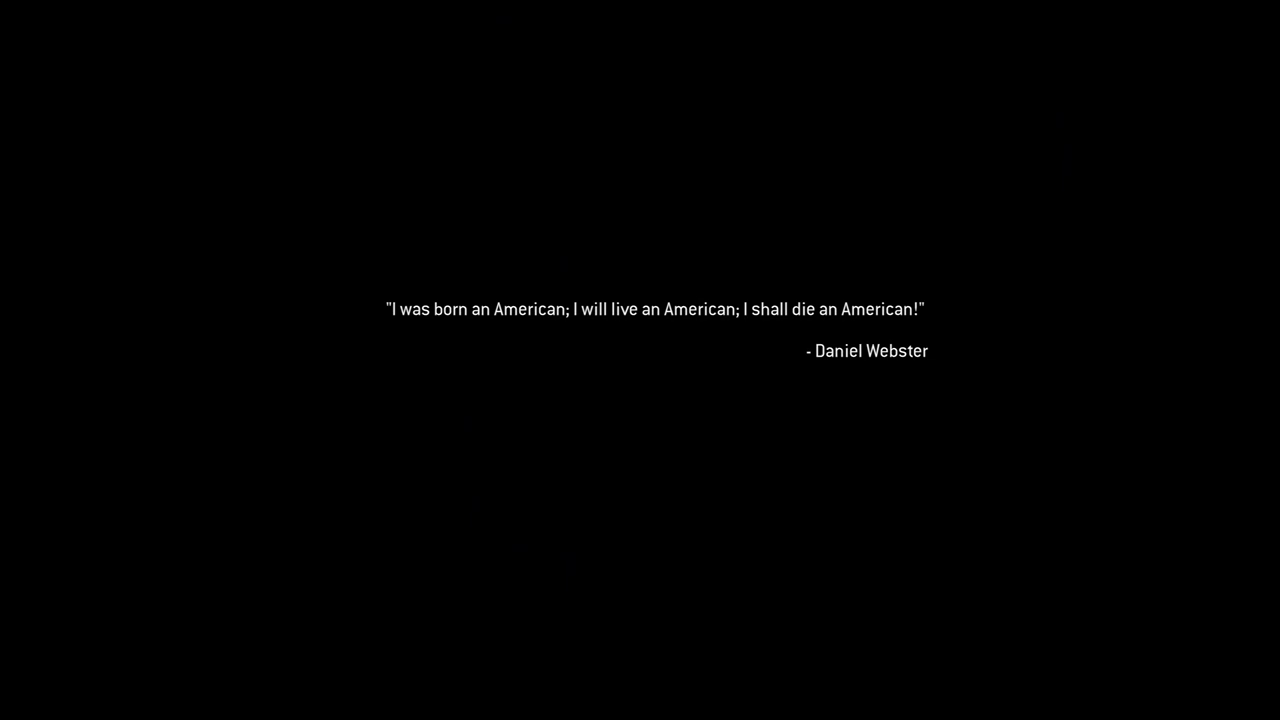 "I was born an American; I will live an American; I shall die an American!"
- Daniel Webster